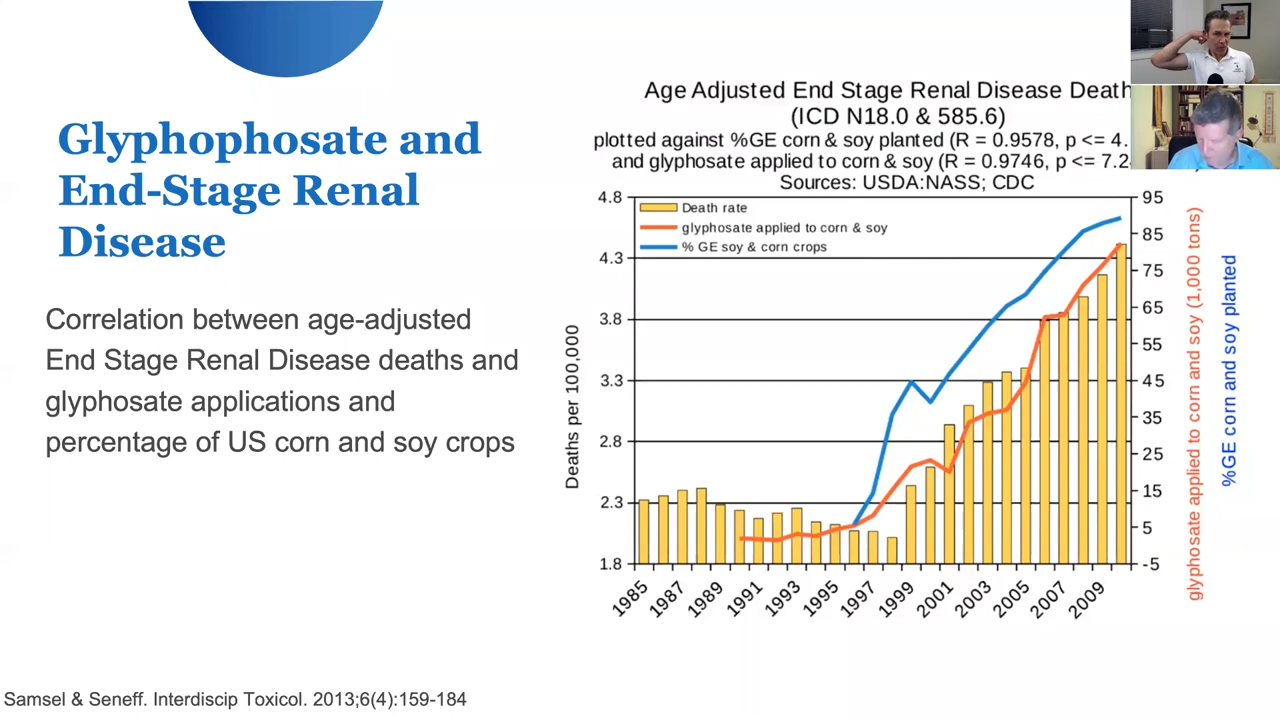 Glyphophosate and
End-Stage Renal
Disease
Correlation between age-adjusted
End Stage Renal Disease deaths and
glyphosate applications and
percentage of US corn and soy crops
Samsel & Seneff. Interdiscip Toxicol. 2013;6(4):159-184
Age Adjusted End Stage Renal Disease Death
(ICD N18.0 & 585.6)
plotted against %GE corn & soy planted (R = 0.9578, p <= 4.
and glyphosate applied to corn & soy (R = 0.9746, p <= 7.2
Sources: USDA:NASS; CDC
Death rate
glyphosate applied to corn & soy
% GE soy & corn crops
Deaths per 100,000
4.8
4.3
3.8
3.3
2.8
2.3
1.8
95
85
75
65
55
45
35
25
15
5
-5
glyphosate applied to corn and soy (1,000 tons)
%GE corn and soy planted
1985
1987
1989
1991
1993
1995
1997
1999
2001
2003
2005
2007
2009